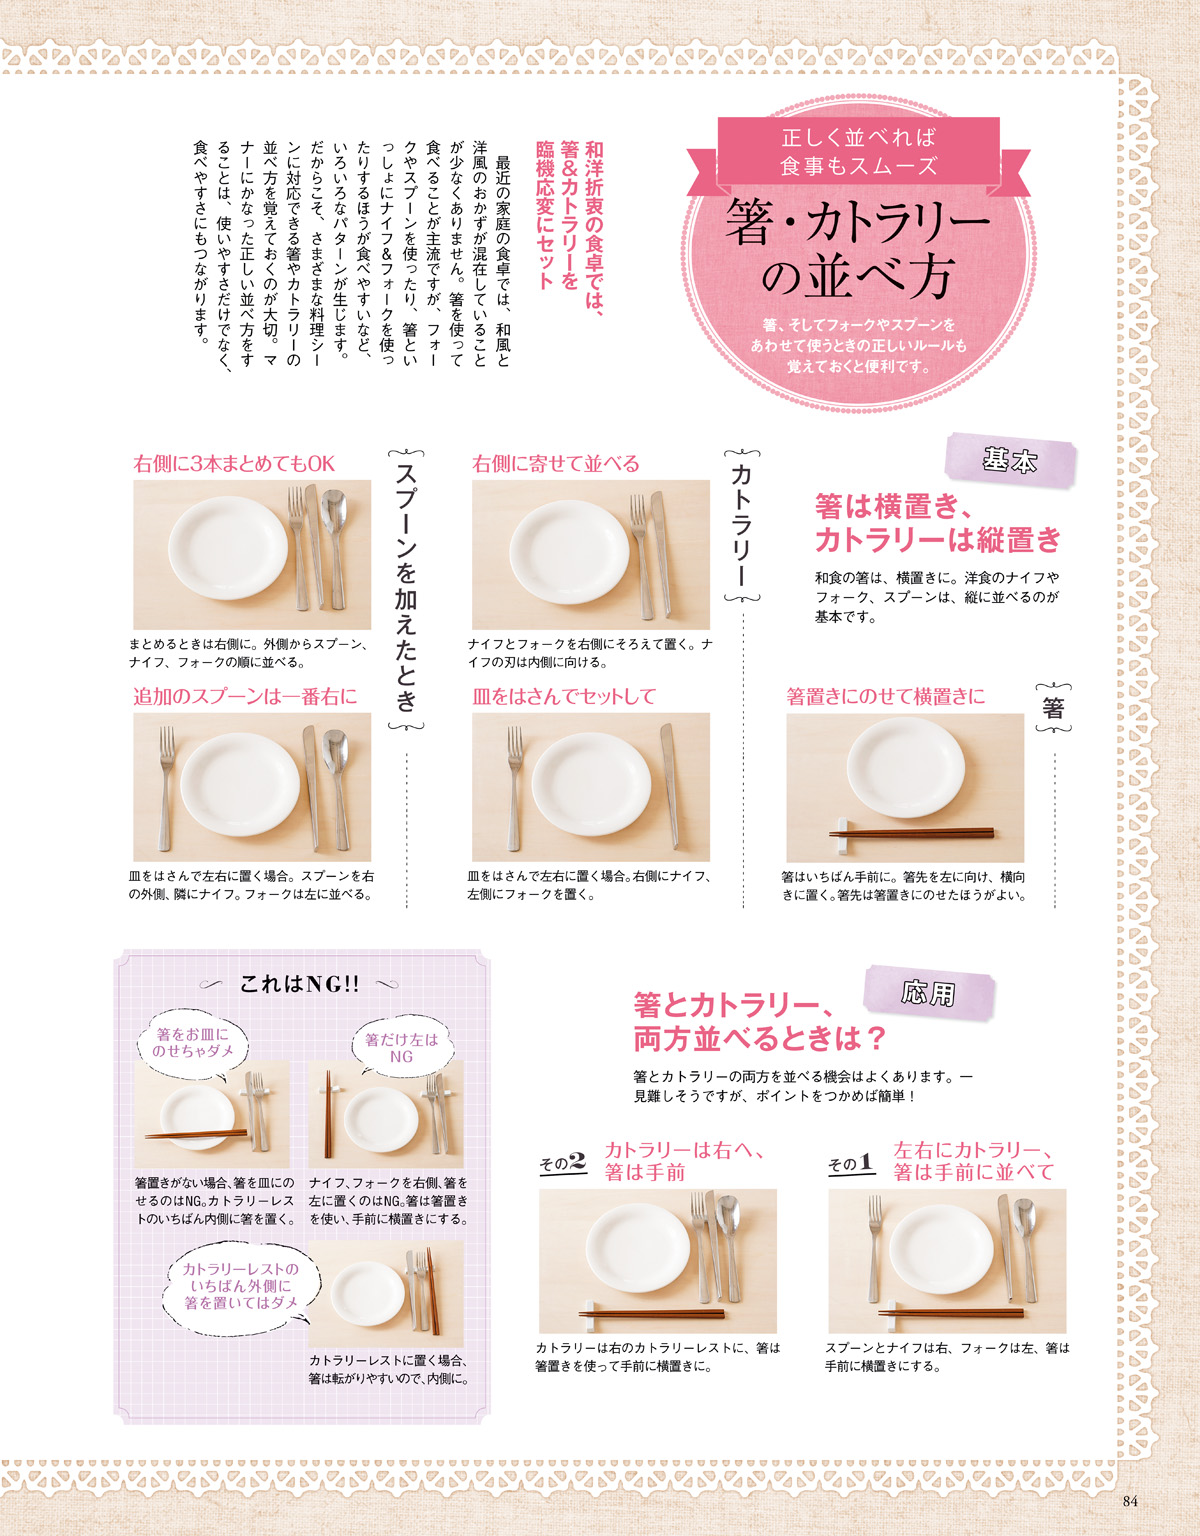 正しく並べれば
食事もスムーズ
箸・カトラリー
の並べ方
箸、そしてフォークやスプーンを
あわせて使うときの正しいルールも
覚えておくと便利です。
和洋折衷の食卓では、
箸&カトラリーを
臨機応変にセット
最近の家庭の食卓では、和風と
洋風のおかずが混在していること
が少なくありません。箸を使って
食べることが主流ですが、フォー
クやスプーンを使ったり、箸とい
っしょにナイフ&フォークを使っ
たりするほうが食べやすいなど、
いろいろなパターンが生じます。
だからこそ、さまざまな料理シー
ンに対応できる箸やカトラリーの
並べ方を覚えておくのが大切。マ
ナーにかなった正しい並べ方をす
ることは、使いやすさだけでなく、
食べやすさにもつながります。
基本
箸は横置き、
カトラリーは縦置き
和食の箸は、横置きに。洋食のナイフや
フォーク、スプーンは、縦に並べるのが
基本です。
箸
箸置きにのせて横置きに
箸はいちばん手前に。箸先を左に向け、横向
きに置く。箸先は箸置きにのせたほうがよい。
カトラリー
右側に寄せて並べる
ナイフとフォークを右側にそろえて置く。ナ
イフの刃は内側に向ける。
皿をはさんでセットして
皿をはさんで左右に置く場合。右側にナイフ、
左側にフォークを置く。
スプーンを加えたとき
右側に3本まとめてもOK
まとめるときは右側に。外側からスプーン、
ナイフ、フォークの順に並べる。
追加のスプーンは一番右に
皿をはさんで左右に置く場合。スプーンを右
の外側、隣にナイフ。フォークは左に並べる。
応用
箸とカトラリー、
両方並べるときは？
箸とカトラリーの両方を並べる機会はよくあります。一
見難しそうですが、ポイントをつかめば簡単！
その1
左右にカトラリー、
箸は手前に並べて
スプーンとナイフは右、フォークは左、箸は
手前に横置きにする。
その2
カトラリーは右へ、
箸は手前
カトラリーは右のカトラリーレストに、箸は
箸置きを使って手前に横置きに。
これはNG!!
箸をお皿に
のせちゃダメ
箸置きがない場合、箸を皿にの
せるのはNG。カトラリーレス
トのいちばん内側に箸を置く。
箸だけ左は
NG
ナイフ、フォークを右側、箸を
左に置くのはNG。箸は箸置き
を使い、手前に横置きにする。
カトラリーレストの
いちばん外側に
箸を置いてはダメ
カトラリーレストに置く場合、
箸は転がりやすいので、内側に。
84